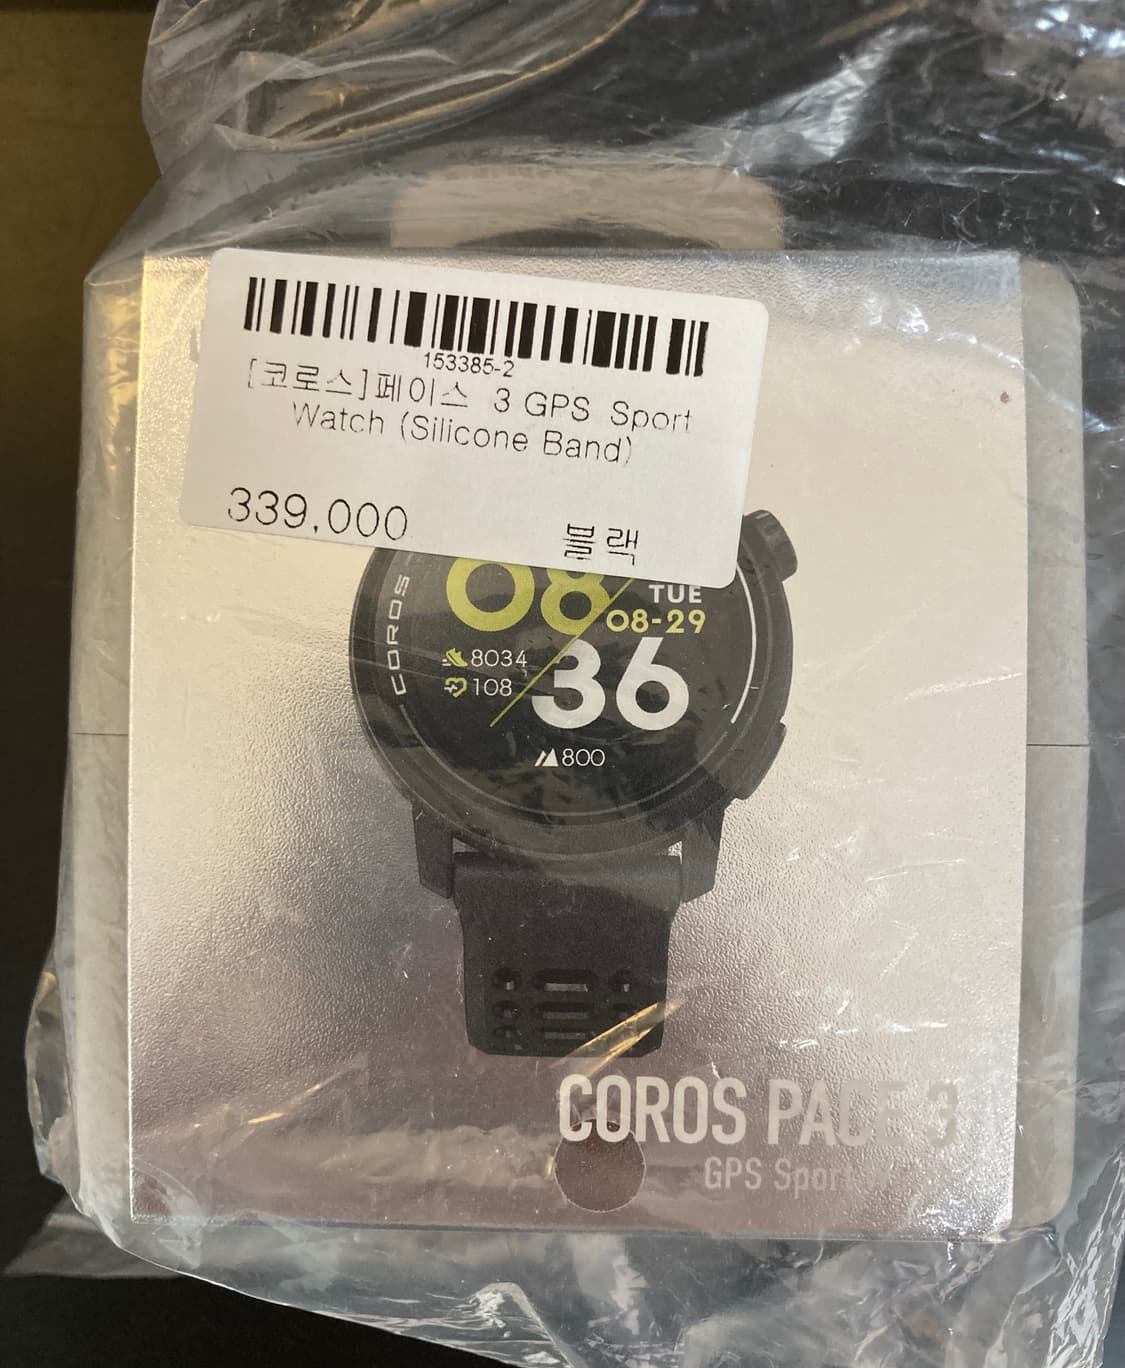 153385-2
[코로스]페이스 3 GPS Sport
Watch (Silicone Band)
339,000 블랙
COROS
08 TUE
08-29
8034
108
36
800
COROS PACE 3
GPS Sport